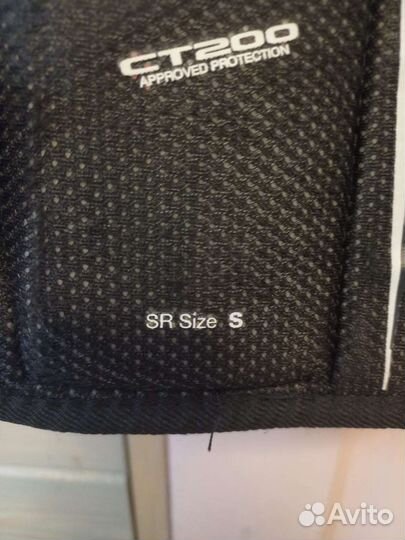 CT200
APPROVED PROTECTION
SR Size S
Avito